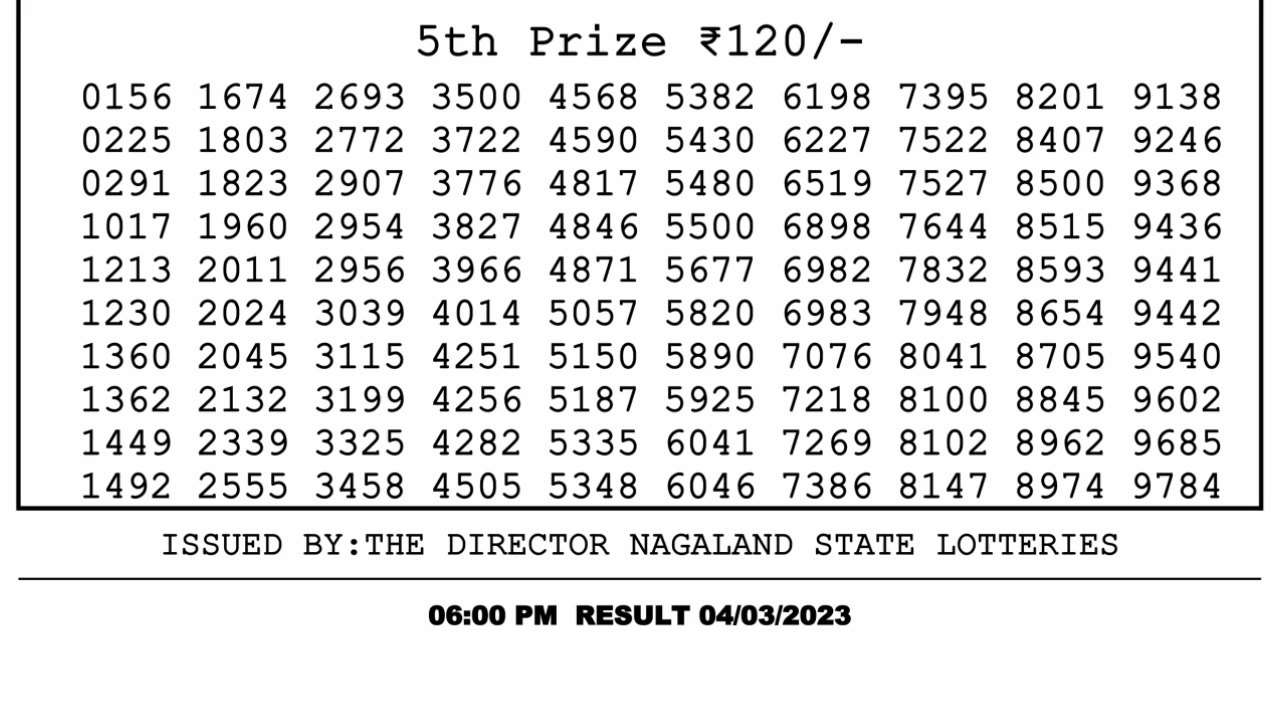 5th Prize ₹120/-
0156 1674 2693 3500 4568 5382 6198 7395 8201 9138
0225 1803 2772 3722 4590 5430 6227 7522 8407 9246
0291 1823 2907 3776 4817 5480 6519 7527 8500 9368
1017 1960 2954 3827 4846 5500 6898 7644 8515 9436
1213 2011 2956 3966 4871 5677 6982 7832 8593 9441
1230 2024 3039 4014 5057 5820 6983 7948 8654 9442
1360 2045 3115 4251 5150 5890 7076 8041 8705 9540
1362 2132 3199 4256 5187 5925 7218 8100 8845 9602
1449 2339 3325 4282 5335 6041 7269 8102 8962 9685
1492 2555 3458 4505 5348 6046 7386 8147 8974 9784
ISSUED BY:THE DIRECTOR NAGALAND STATE LOTTERIES
06:00 PM RESULT 04/03/2023